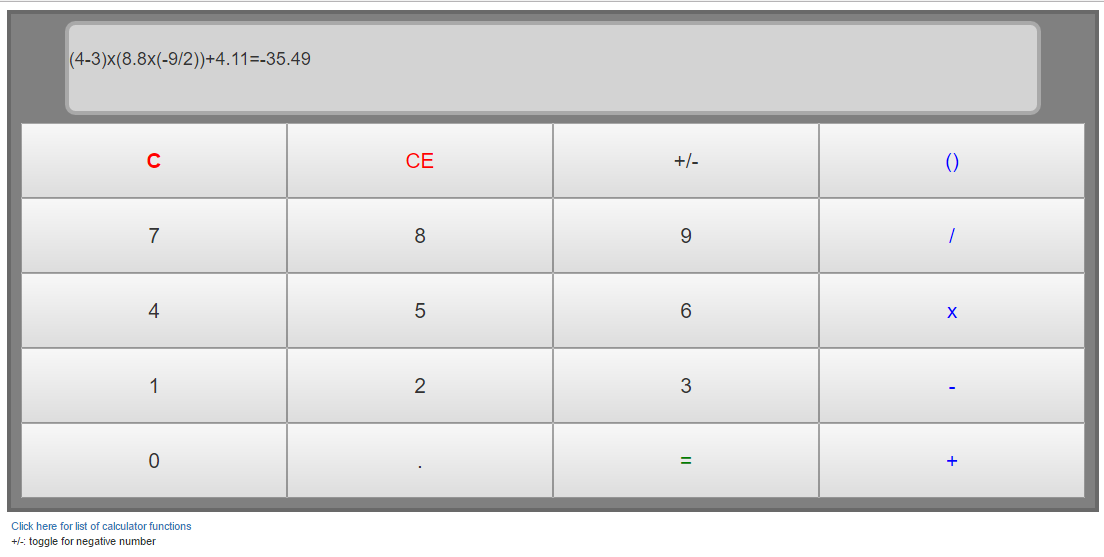 (4-3)x(8.8x(-9/2))+4.11=-35.49
C CE +/- ()
7 8 9 /
4 5 6 x
1 2 3 -
0 . = +
Click here for list of calculator functions
+/-: toggle for negative number